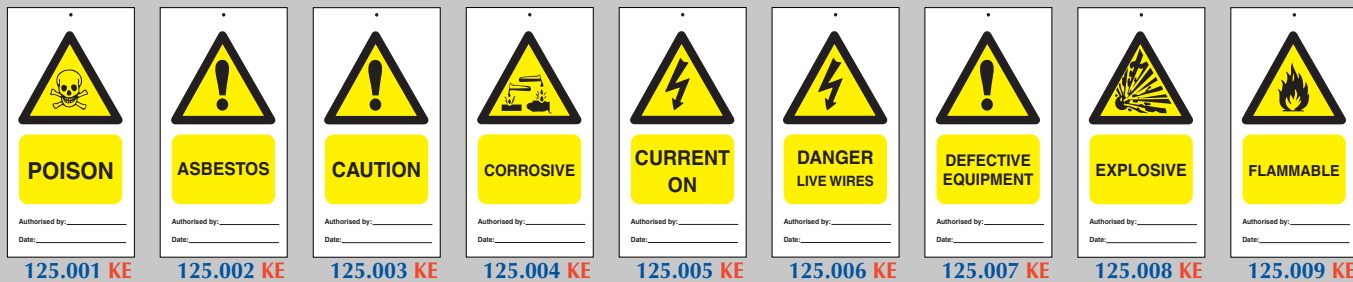 POISON
Authorised by:
Date:
125.001 KE
ASBESTOS
Authorised by:
Date:
125.002 KE
CAUTION
Authorised by:
Date:
125.003 KE
CORROSIVE
Authorised by:
Date:
125.004 KE
CURRENT
ON
Authorised by:
Date:
125.005 KE
DANGER
LIVE WIRES
Authorised by:
Date:
125.006 KE
DEFECTIVE
EQUIPMENT
Authorised by:
Date:
125.007 KE
EXPLOSIVE
Authorised by:
Date:
125.008 KE
FLAMMABLE
Authorised by:
Date:
125.009 KE